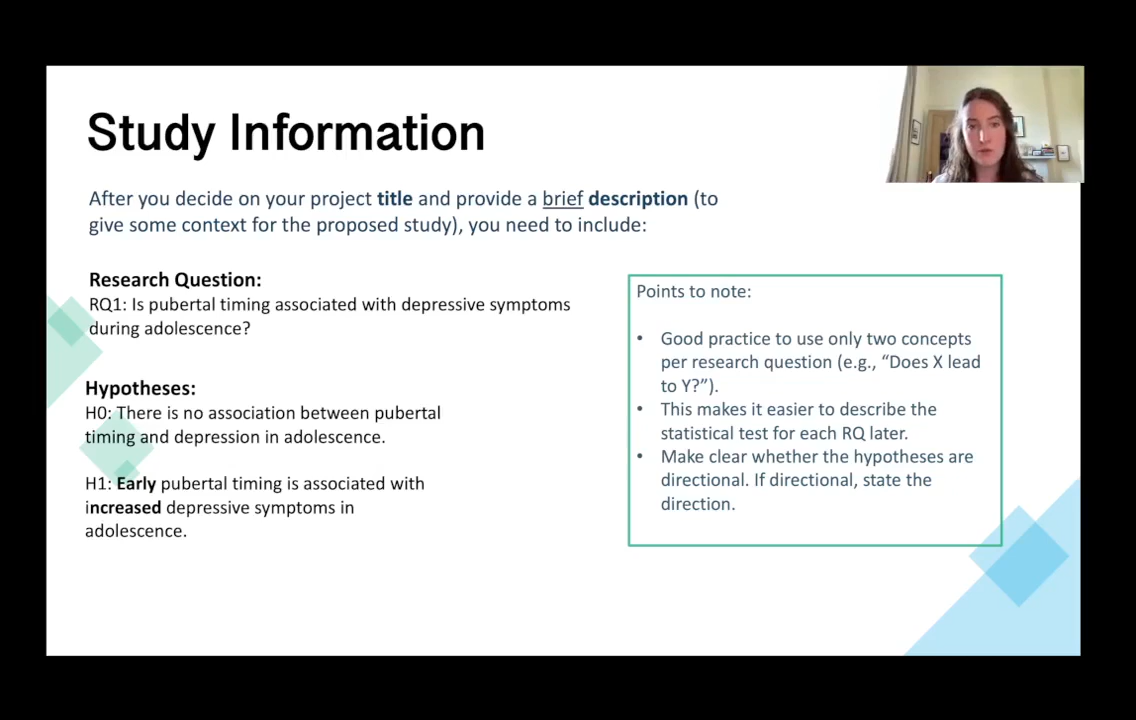 Study Information
After you decide on your project title and provide a brief description (to
give some context for the proposed study), you need to include:
Research Question:
RQ1: Is pubertal timing associated with depressive symptoms
during adolescence?
Hypotheses:
H0: There is no association between pubertal
timing and depression in adolescence.
H1: Early pubertal timing is associated with
increased depressive symptoms in
adolescence.
Points to note:
• Good practice to use only two concepts
per research question (e.g., “Does X lead
to Y?”).
• This makes it easier to describe the
statistical test for each RQ later.
• Make clear whether the hypotheses are
directional. If directional, state the
direction.